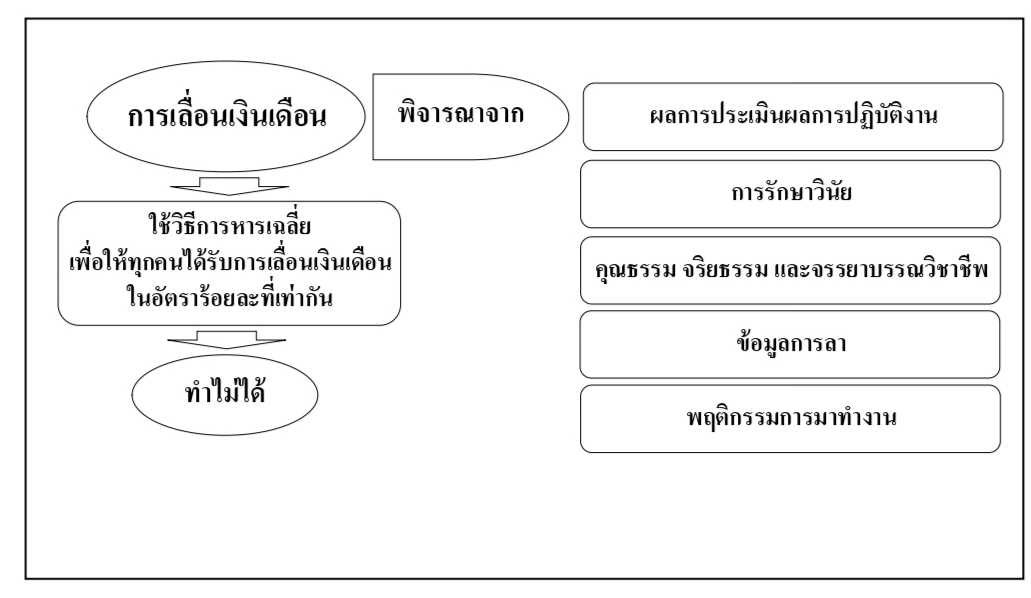 การเลื่อนเงินเดือน
พิจารณาจาก
ผลการประเมินผลการปฏิบัติงาน
การรักษาวินัย
คุณธรรม จริยธรรม และจรรยาบรรณวิชาชีพ
ข้อมูลการลา
พฤติกรรมการมาทำงาน
ใช้วิธีการหารเฉลี่ย
เพื่อให้ทุกคนได้รับการเลื่อนเงินเดือน
ในอัตราร้อยละที่เท่ากัน
ทำไม่ได้